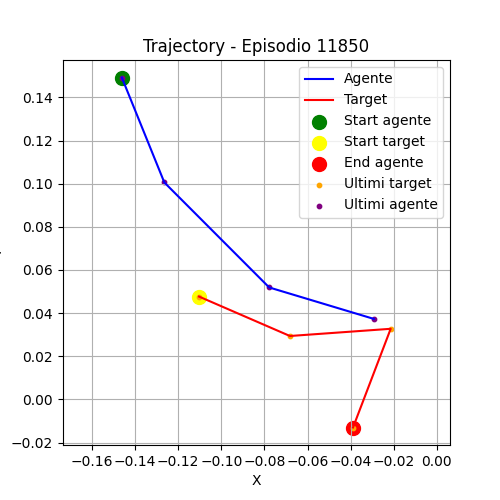 Trajectory - Episodio 11850
Agente
Target
Start agente
Start target
End agente
Ultimi target
Ultimi agente
0.14
0.12
0.10
0.08
0.06
0.04
0.02
0.00
−0.02
−0.16 −0.14 −0.12 −0.10 −0.08 −0.06 −0.04 −0.02 0.00
X